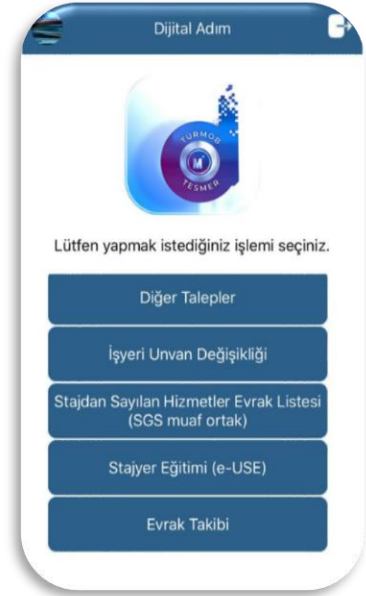 Dijital Adım
TÜRMOB
M
TESMER
Lütfen yapmak istediğiniz işlemi seçiniz.
Diğer Talepler
İşyeri Unvan Değişikliği
Stajdan Sayılan Hizmetler Evrak Listesi
(SGS muaf ortak)
Stajyer Eğitimi (e-USE)
Evrak Takibi